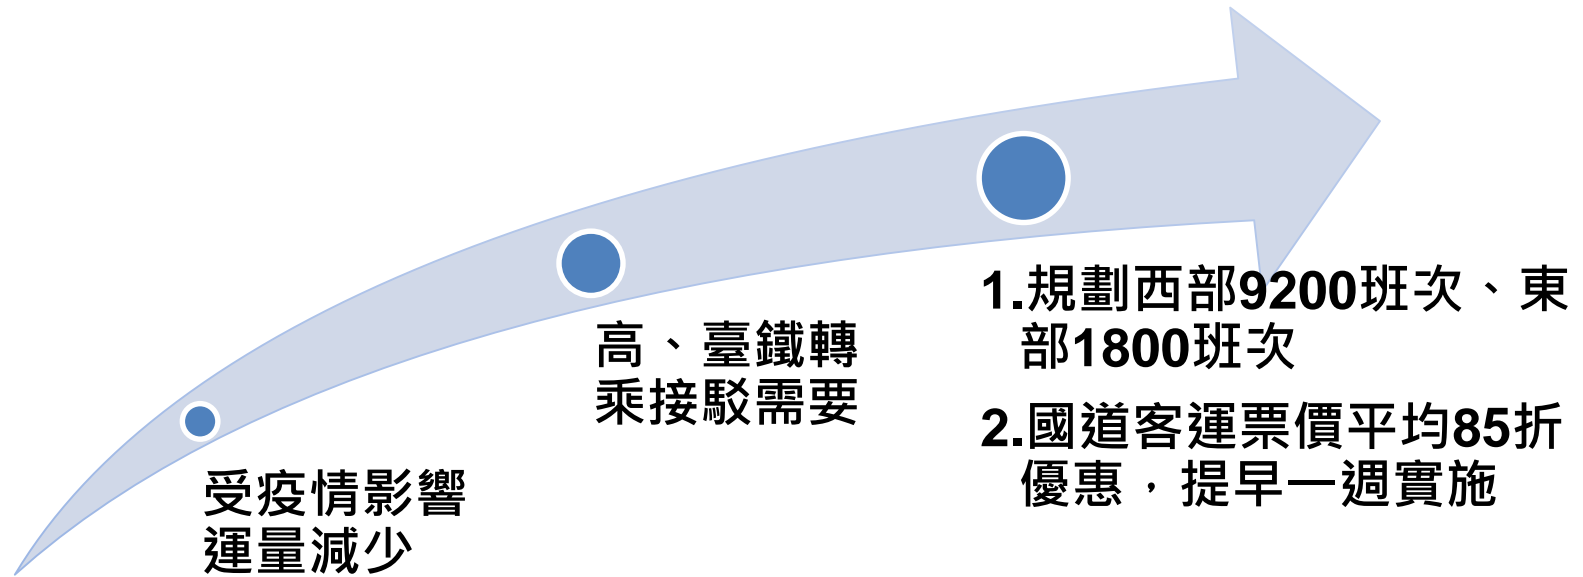 受疫情影響
運量減少
高、臺鐵轉
乘接駁需要
1.規劃西部9200班次、東
部1800班次
2.國道客運票價平均85折
優惠，提早一週實施